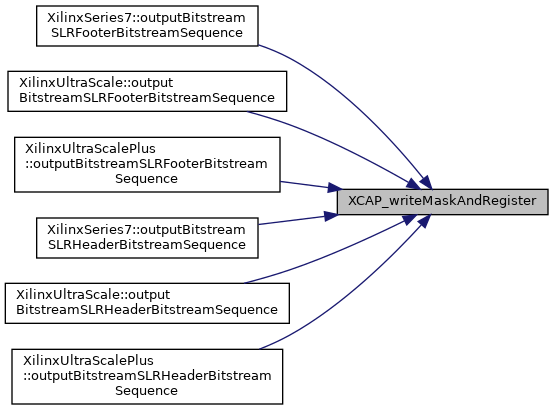 XilinxSeries7::outputBitstream
SLRFooterBitstreamSequence
XilinxUltraScale::output
BitstreamSLRFooterBitstreamSequence
XilinxUltraScalePlus
::outputBitstreamSLRFooterBitstream
Sequence
XCAP_writeMaskAndRegister
XilinxSeries7::outputBitstream
SLRHeaderBitstreamSequence
XilinxUltraScale::output
BitstreamSLRHeaderBitstreamSequence
XilinxUltraScalePlus
::outputBitstreamSLRHeaderBitstream
Sequence